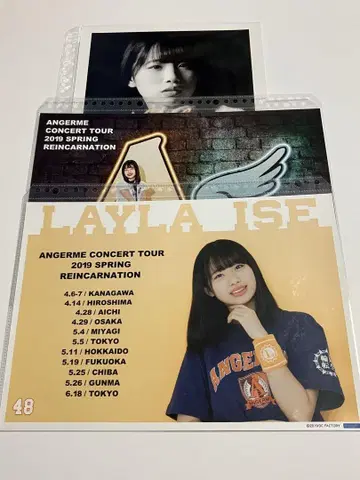 ANGERME
CONCERT TOUR
2019 SPRING
REINCARNATION
LAYLA ISE
ANGERME CONCERT TOUR
2019 SPRING
REINCARNATION
4.6-7 / KANAGAWA
4.14 / HIROSHIMA
4.28 / AICHI
4.29 / OSAKA
5.4 / MIYAGI
5.5 / TOKYO
5.11 / HOKKAIDO
5.19 / FUKUOKA
5.25 / CHIBA
5.26 / GUNMA
6.18 / TOKYO
ANGERME
A
48